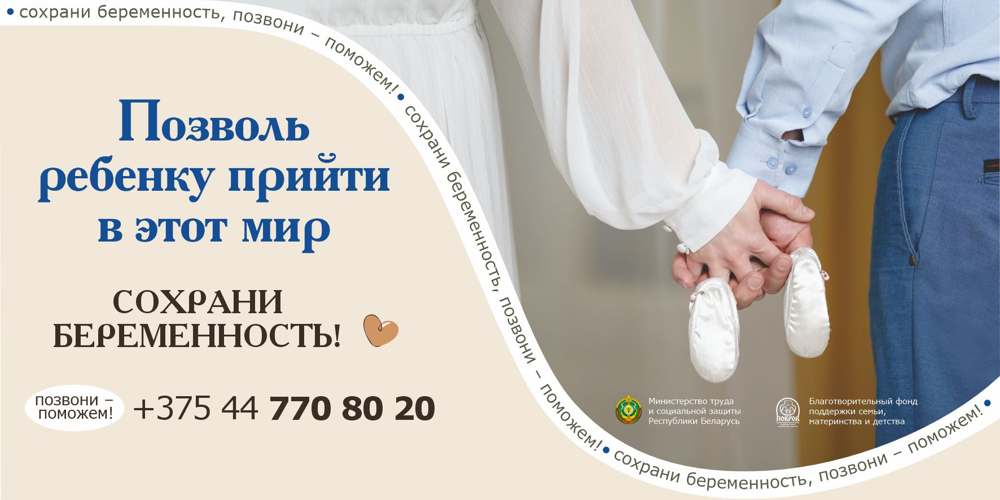 • сохрани беременность, позвони – поможем! • сохрани беременность, позвони – поможем! • сохрани беременность, позвони – поможем! •
Позволь
ребенку прийти
в этот мир
СОХРАНИ
БЕРЕМЕННОСТЬ!
позвони –
поможем!
+375 44 770 80 20
Министерство труда
и социальной защиты
Республики Беларусь
ПОКРОВ
Благотворительный фонд
поддержки семьи,
материнства и детства